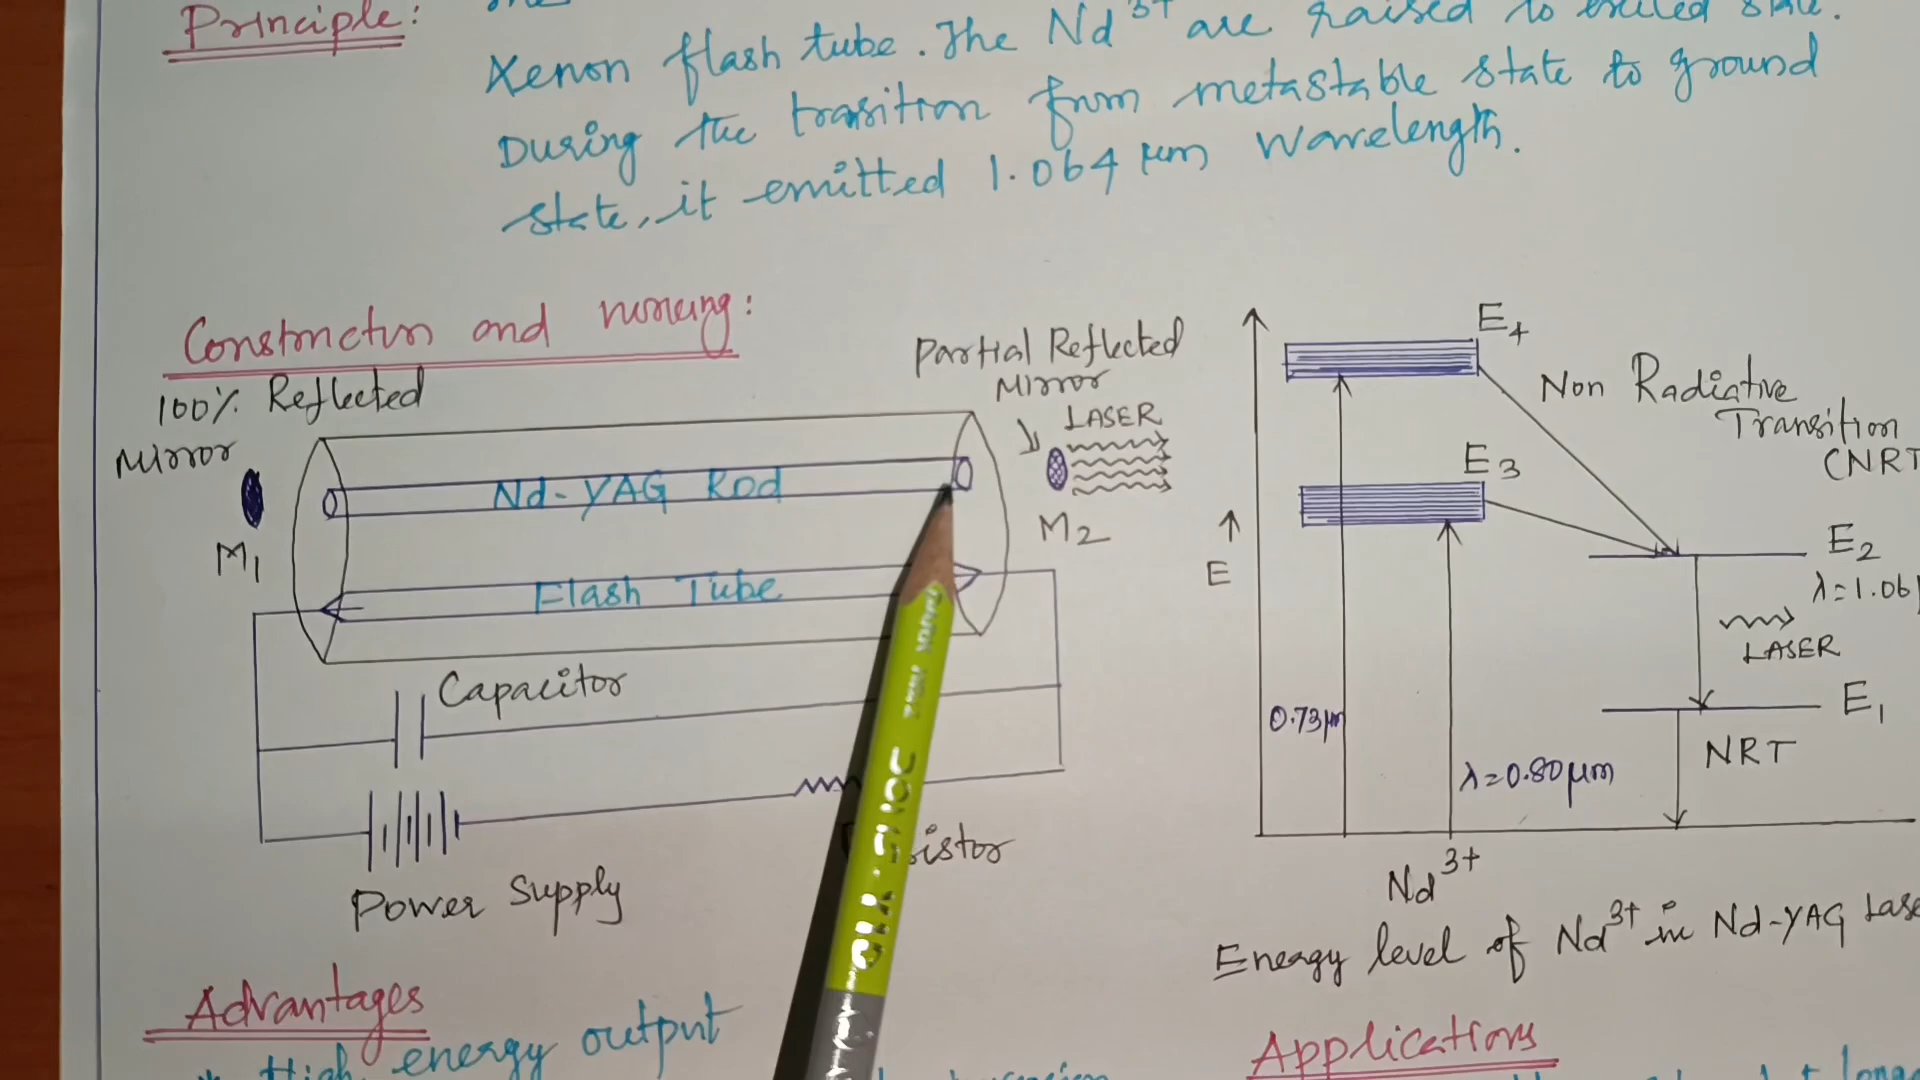 Principle:
Xenon flash tube. The Nd3+ are raised to excited state.
During the transition from metastable state to ground
state, it emitted 1.064 μm wavelength.
Construction and working:
100% Reflected
Mirror
M1
Nd-YAG Rod
Flash Tube
Partial Reflected
Mirror
LASER
M2
Capacitor
Power Supply
E4
Non Radiative
Transition
E3
E
E2
λ=1.06
LASER
E1
0.73μm
λ=0.80μm
NRT
Nd3+
Energy level of Nd3+ in Nd-YAG
Advantages
* High energy output
Applications